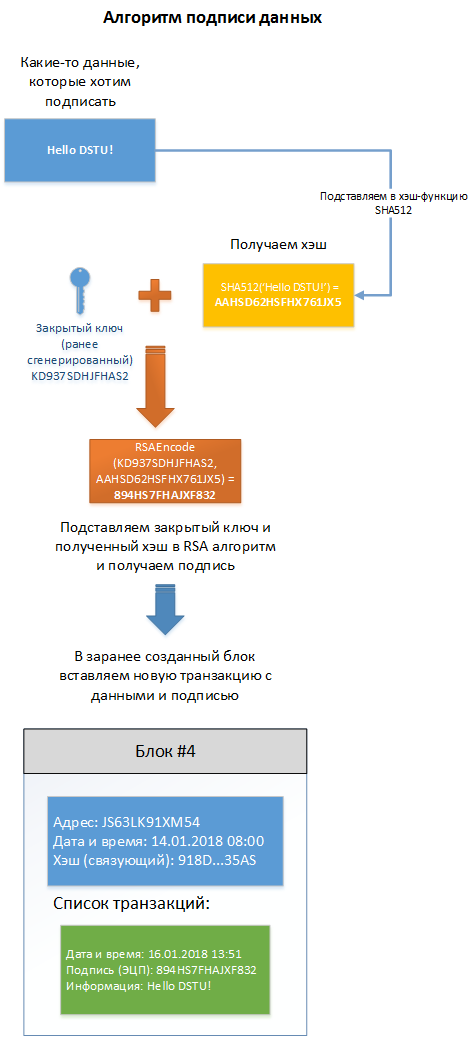 Алгоритм подписи данных
Какие-то данные,
которые хотим
подписать
Hello DSTU!
Подставляем в хэш-функцию
SHA512
Получаем хэш
SHA512('Hello DSTU!') =
AAHSD62HSFHX761JX5
Закрытый ключ
(ранее
сгенерированный)
KD937SDHJFHAS2
RSAEncode
(KD937SDHJFHAS2,
AAHSD62HSFHX761JX5) =
894HS7FHAJXF832
Подставляем закрытый ключ и
полученный хэш в RSA алгоритм
и получаем подпись
В заранее созданный блок
вставляем новую транзакцию с
данными и подписью
Блок #4
Адрес: JS63LK91XM54
Дата и время: 14.01.2018 08:00
Хэш (связующий): 918D...35AS
Список транзакций:
Дата и время: 16.01.2018 13:51
Подпись (ЭЦП): 894HS7FHAJXF832
Информация: Hello DSTU!